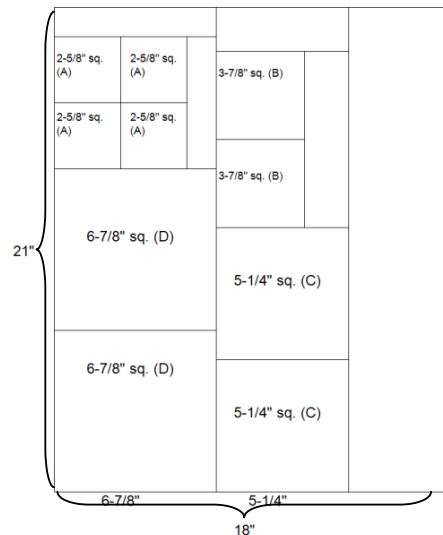 2-5/8" sq.
(A)
2-5/8" sq.
(A)
2-5/8" sq.
(A)
2-5/8" sq.
(A)
6-7/8" sq. (D)
6-7/8" sq. (D)
3-7/8" sq. (B)
3-7/8" sq. (B)
5-1/4" sq. (C)
5-1/4" sq. (C)
21"
6-7/8"
5-1/4"
18"